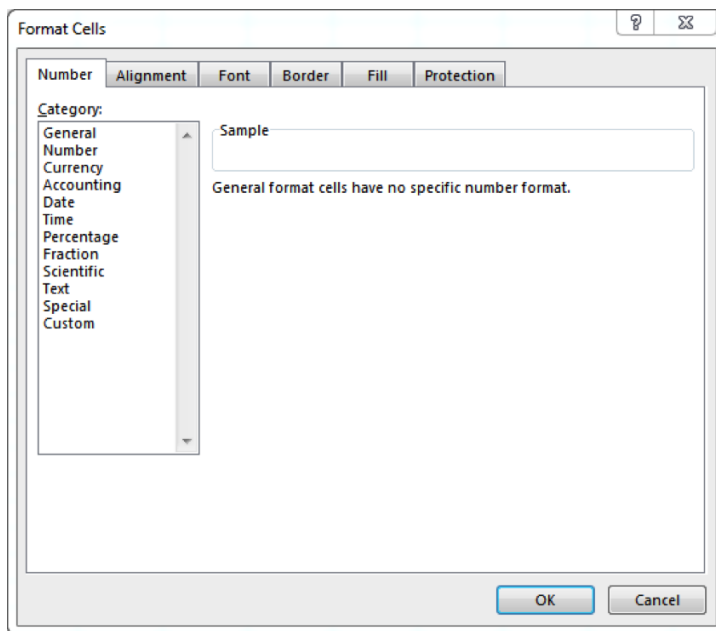 Format Cells
Number Alignment Font Border Fill Protection
Category:
General
Number
Currency
Accounting
Date
Time
Percentage
Fraction
Scientific
Text
Special
Custom
Sample
General format cells have no specific number format.
OK Cancel